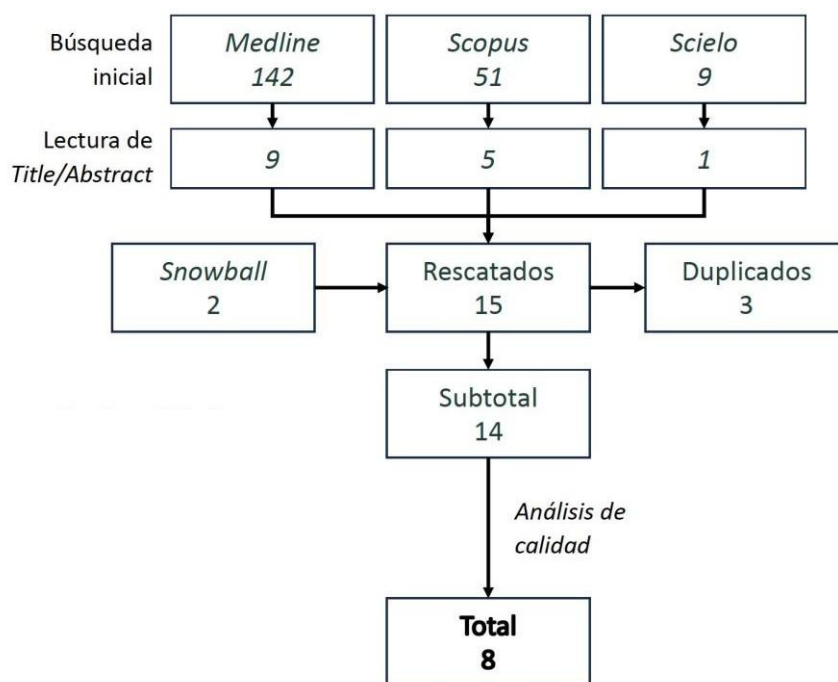 Búsqueda
inicial
Medline
142
Scopus
51
Scielo
9
Lectura de
Title/Abstract
9
5
1
Snowball
2
Rescatados
15
Duplicados
3
Subtotal
14
Análisis de
calidad
Total
8